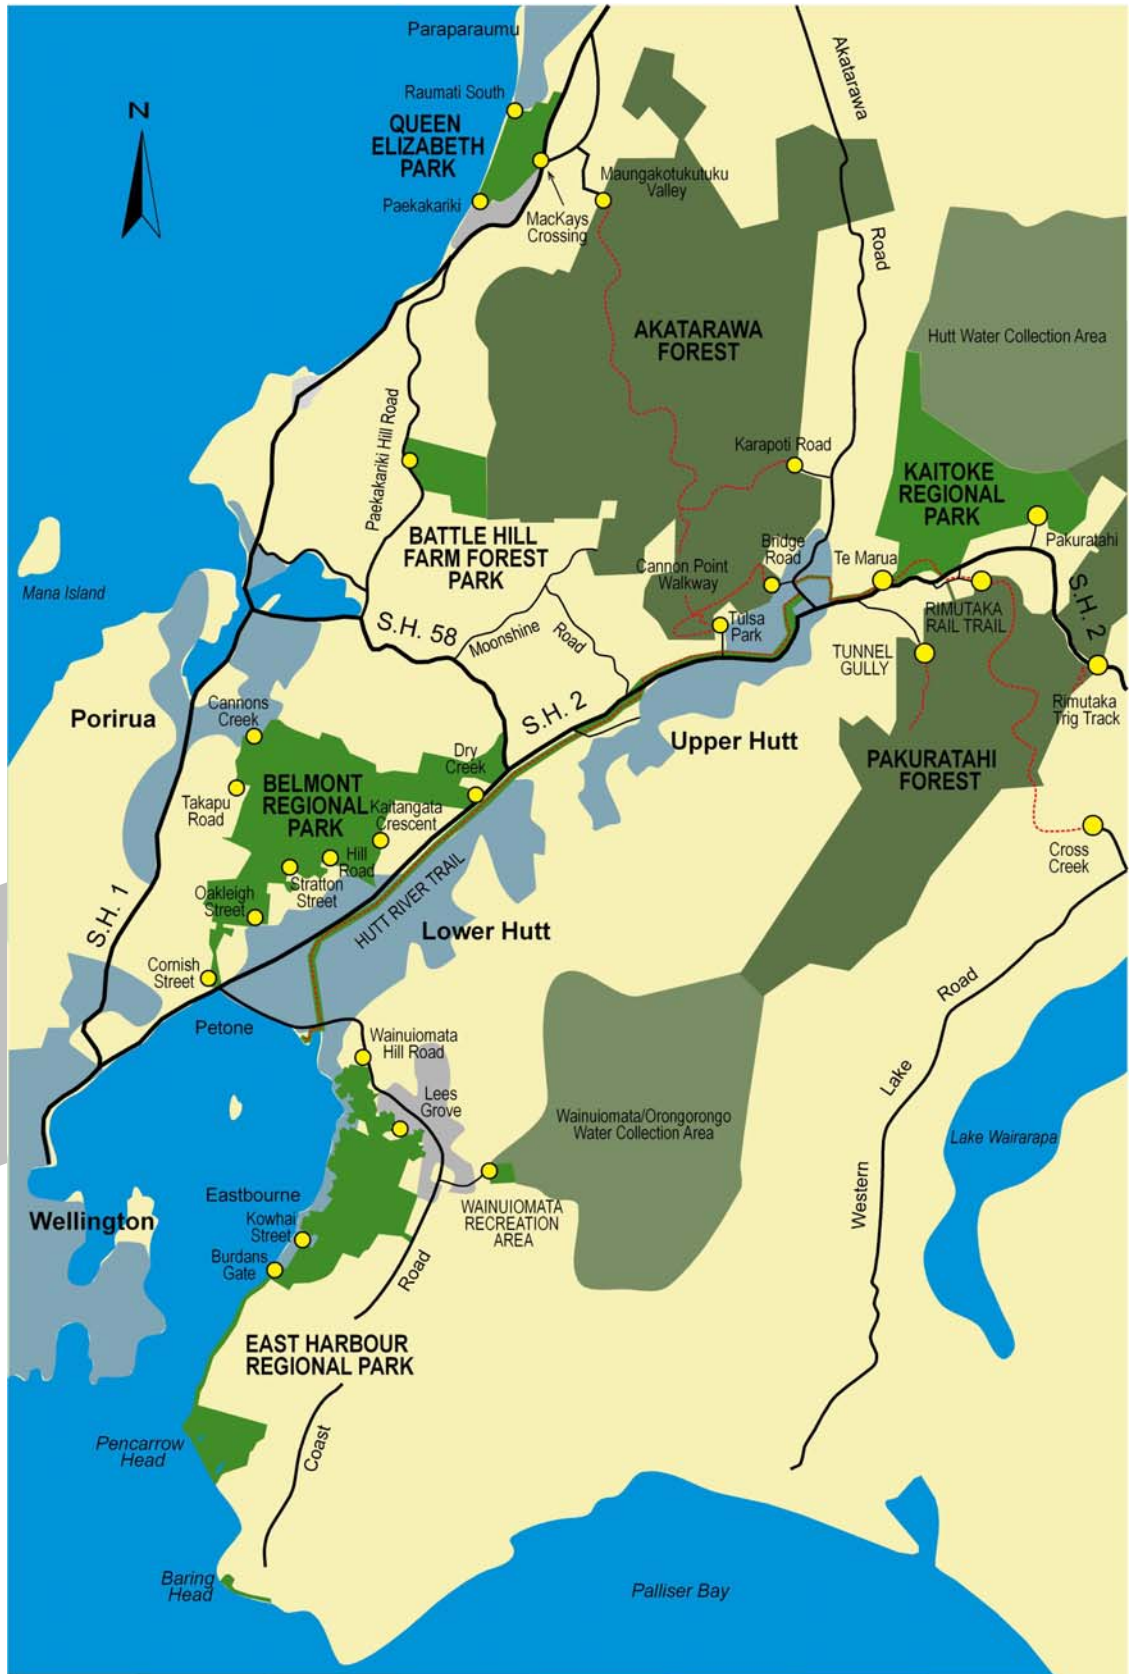 Paraparaumu
Akatarawa
Raumati South
N
QUEEN
ELIZABETH
PARK
Maungakotukutuku
Valley
Paekakariki
MacKays
Crossing
Road
AKATARAWA
FOREST
Hutt Water Collection Area
Paekakariki Hill Road
Karapoti Road
KAITOKE
REGIONAL
PARK
BATTLE HILL
FARM FOREST
PARK
Bridge
Road
Pakuratahi
Cannon Point
Walkway
Te Marua
Mana Island
S.H. 2
RIMUTAKA
RAIL TRAIL
S.H. 58
Moonshine
Road
Tulsa
Park
TUNNEL
GULLY
Cannons
Creek
Porirua
S.H. 2
Rimutaka
Trig Track
Upper Hutt
Dry
Creek
PAKURATAHI
FOREST
BELMONT
REGIONAL
PARK
Takapu
Road
Kaitangata
Crescent
Hill
Road
Cross
Creek
Stratton
Street
Oakleigh
Street
HUTT RIVER TRAIL
S.H. 1
Lower Hutt
Cornish
Street
Road
Petone
Wainuiomata
Hill Road
Lake
Lees
Grove
Wainuiomata/Orongorongo
Water Collection Area
Lake Wairarapa
Eastbourne
Western
Wellington
Kowhai
Street
WAINUIOMATA
RECREATION
AREA
Burdans
Gate
Road
EAST HARBOUR
REGIONAL PARK
Pencarrow
Head
Coast
Baring
Head
Palliser Bay